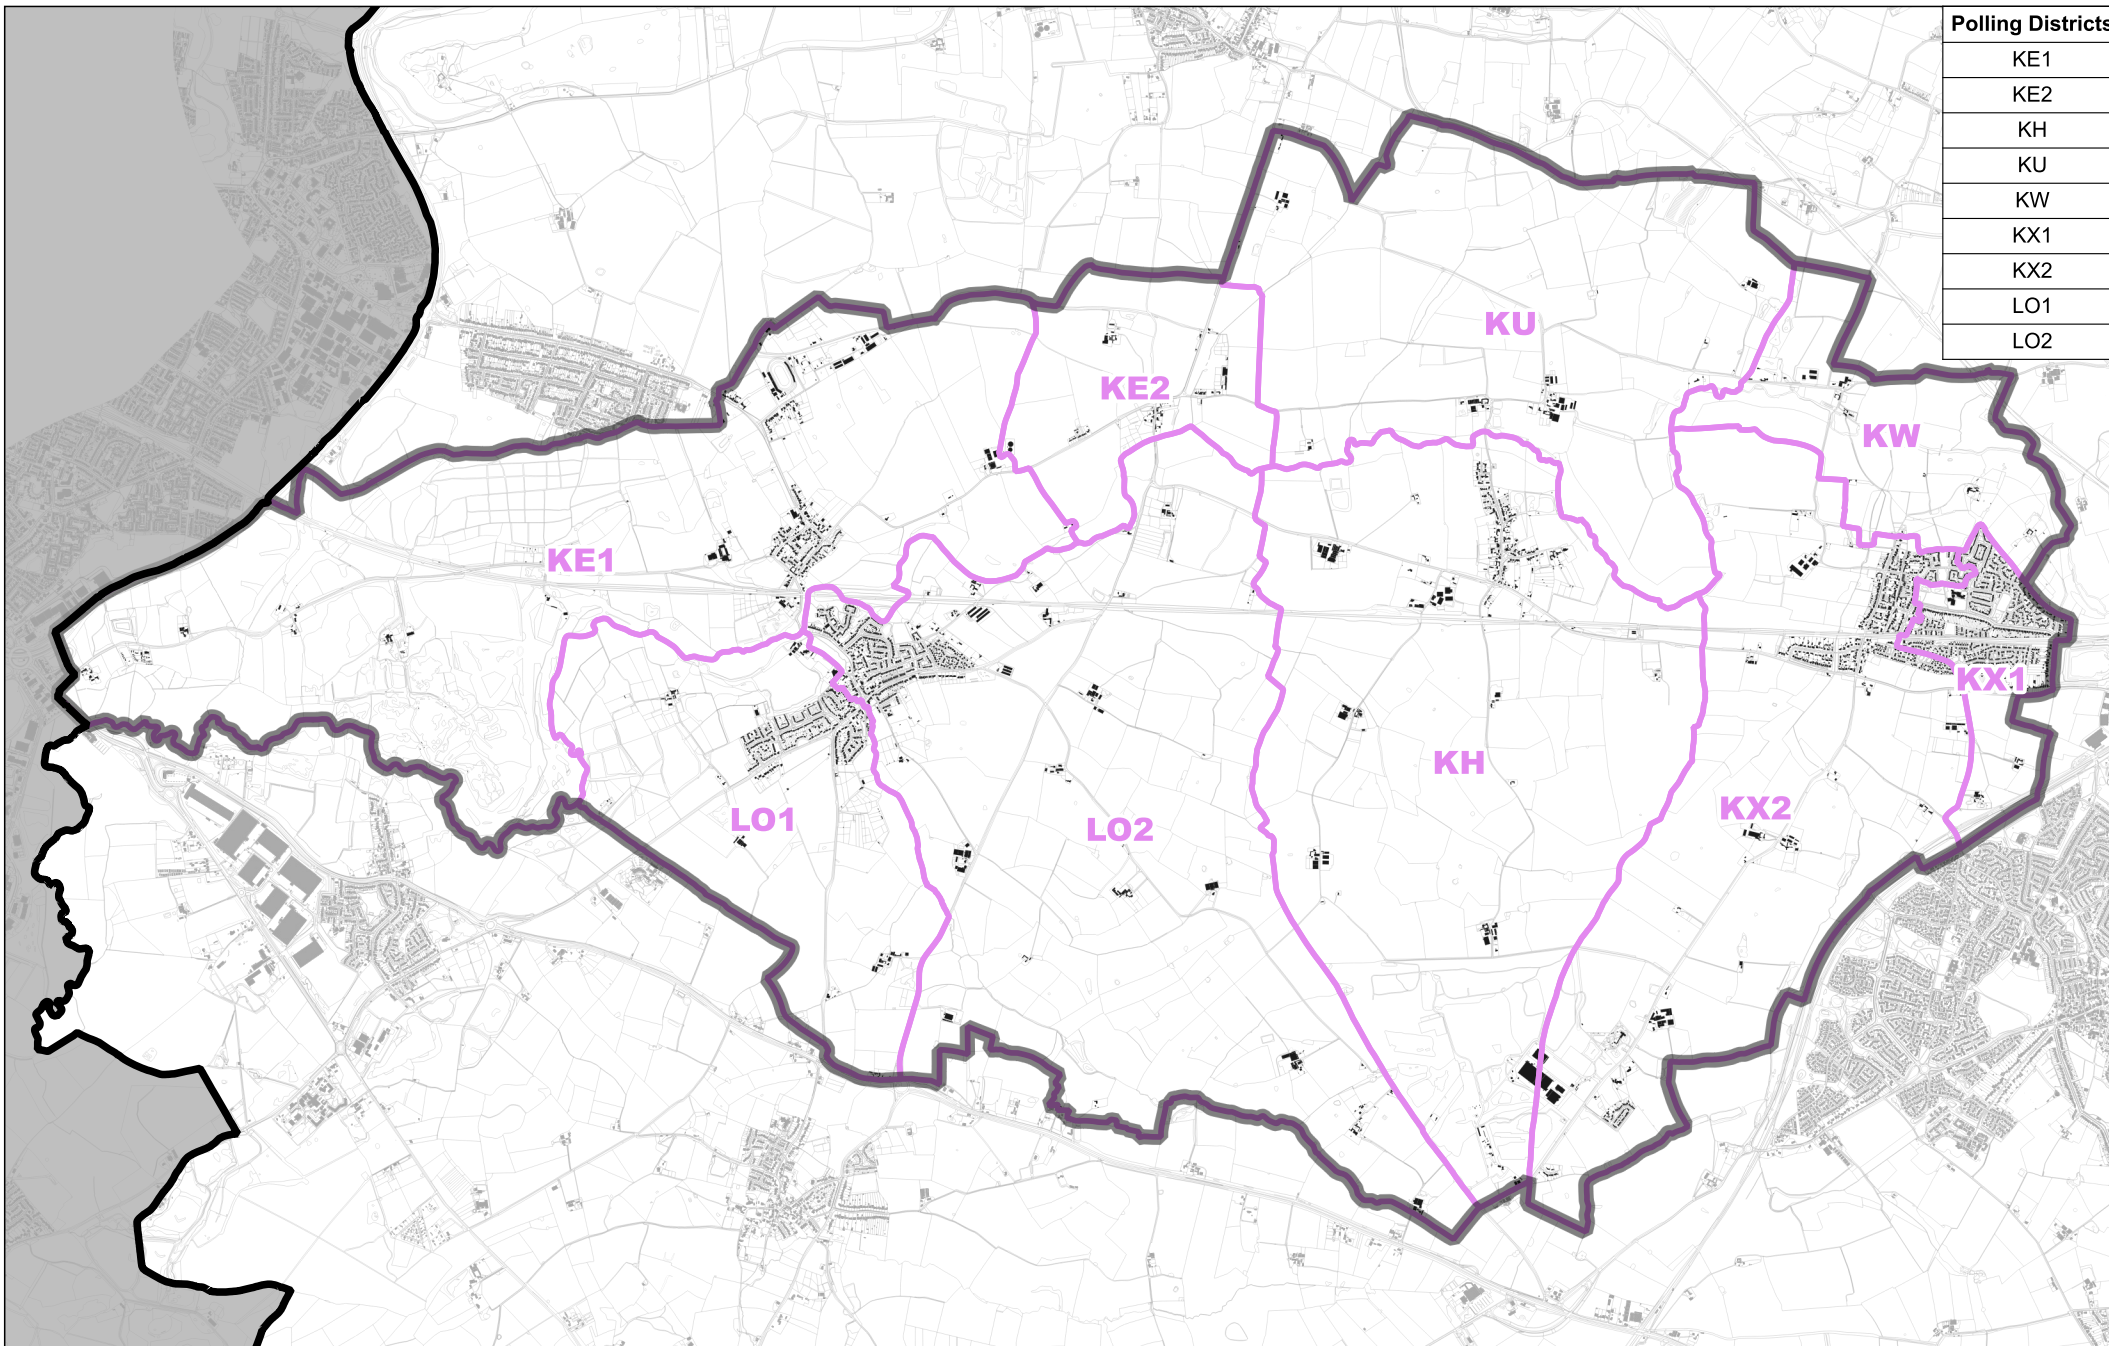 Polling Districts
KE1
KE2
KH
KU
KW
KX1
KX2
LO1
LO2
KU
KE2
KW
KE1
KX1
KH
KX2
LO1
LO2